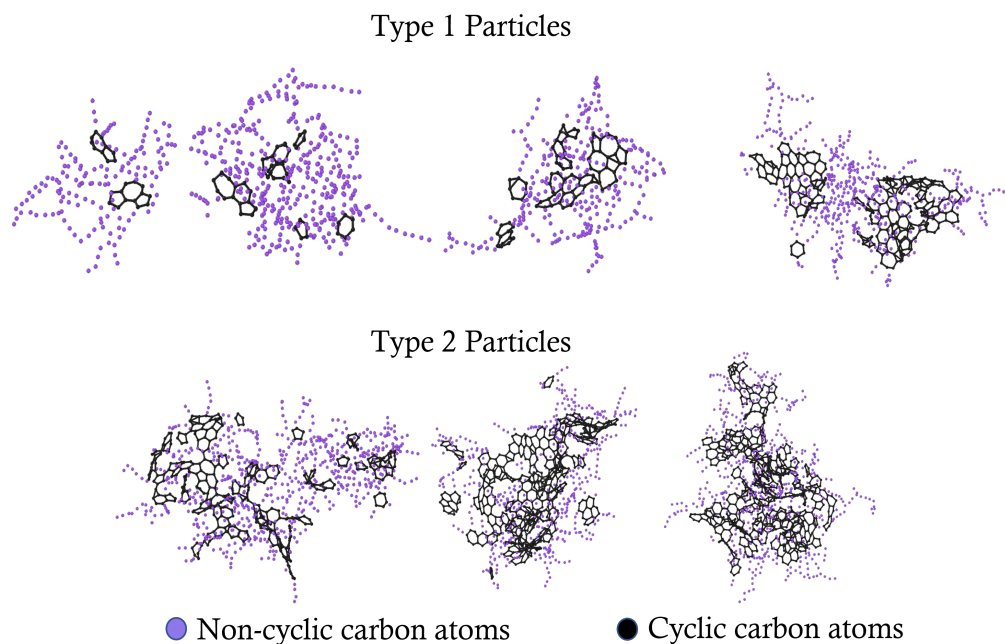 Type 1 Particles
Type 2 Particles
Non-cyclic carbon atoms
Cyclic carbon atoms